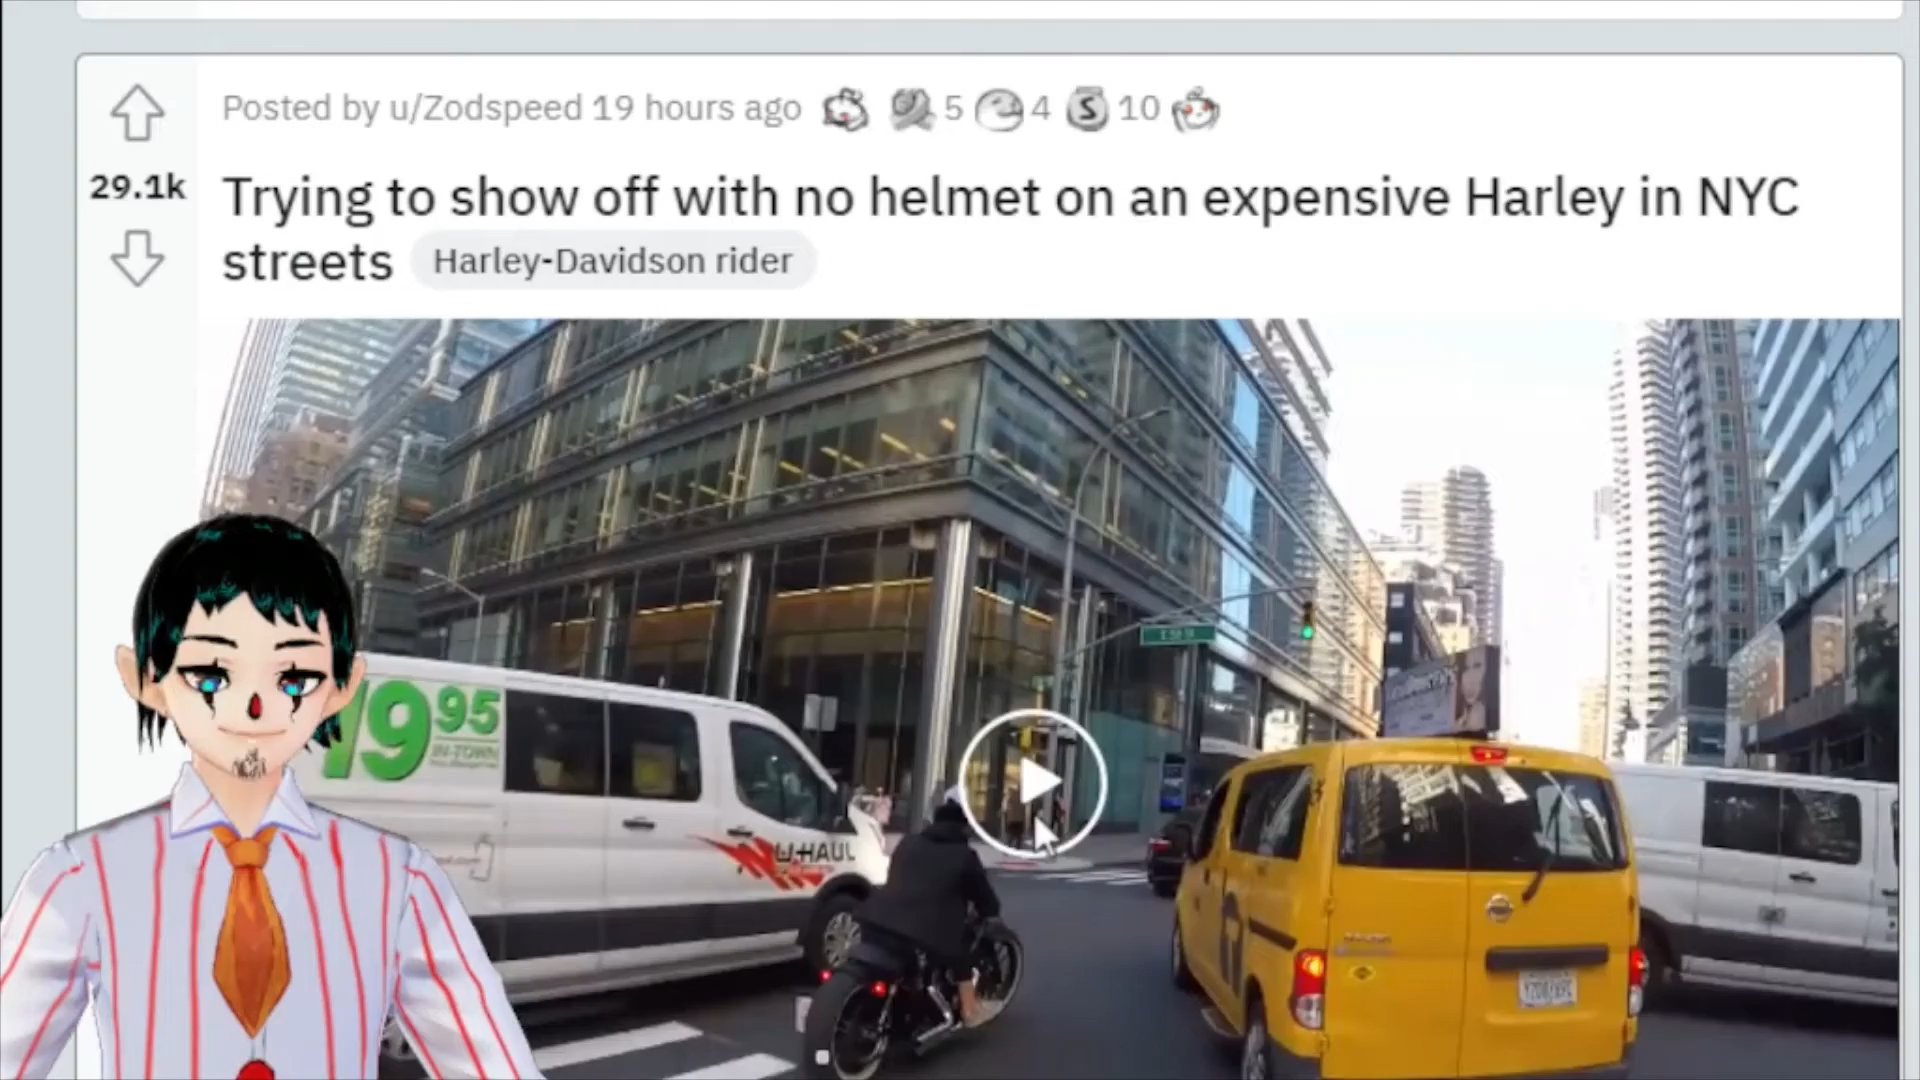 Posted by u/Zodspeed 19 hours ago 5 4 10
29.1k
Trying to show off with no helmet on an expensive Harley in NYC
streets Harley-Davidson rider
19 95
IN-TOWN
U-HAUL